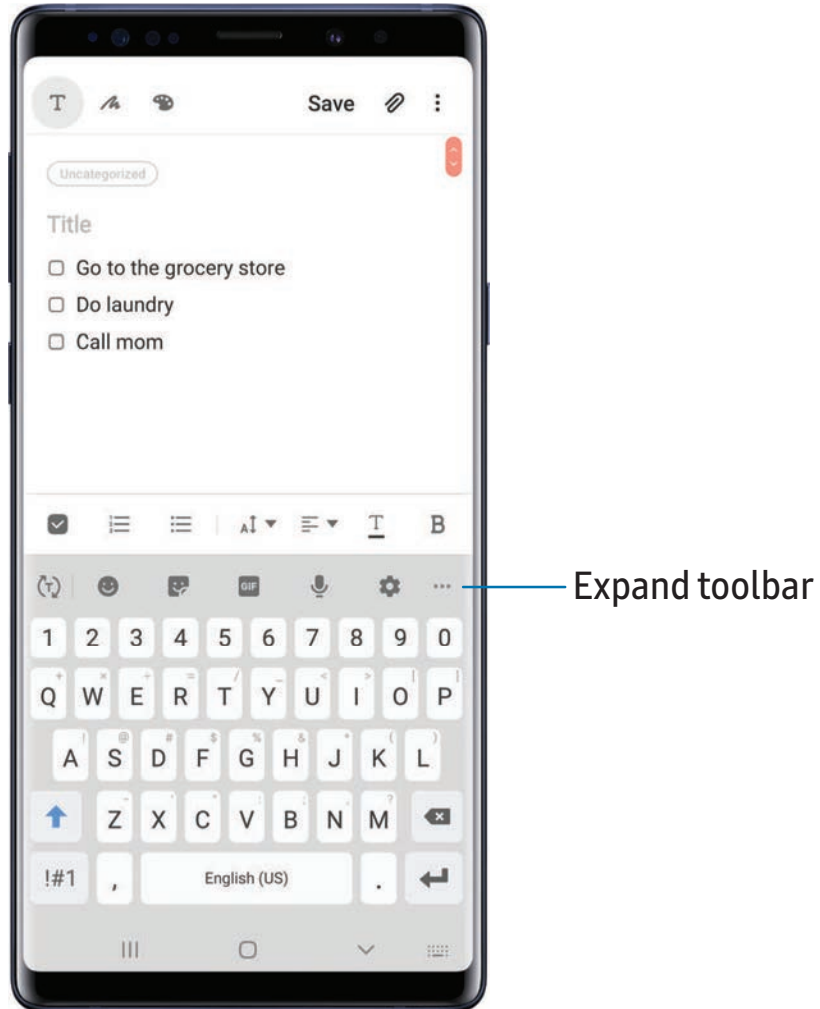 T Save
Uncategorized
Title
Go to the grocery store
Do laundry
Call mom
A T B
T GIF
Expand toolbar
1 2 3 4 5 6 7 8 9 0
Q W E R T Y U I O P
A S D F G H J K L
Z X C V B N M
!#1 , English (US) .